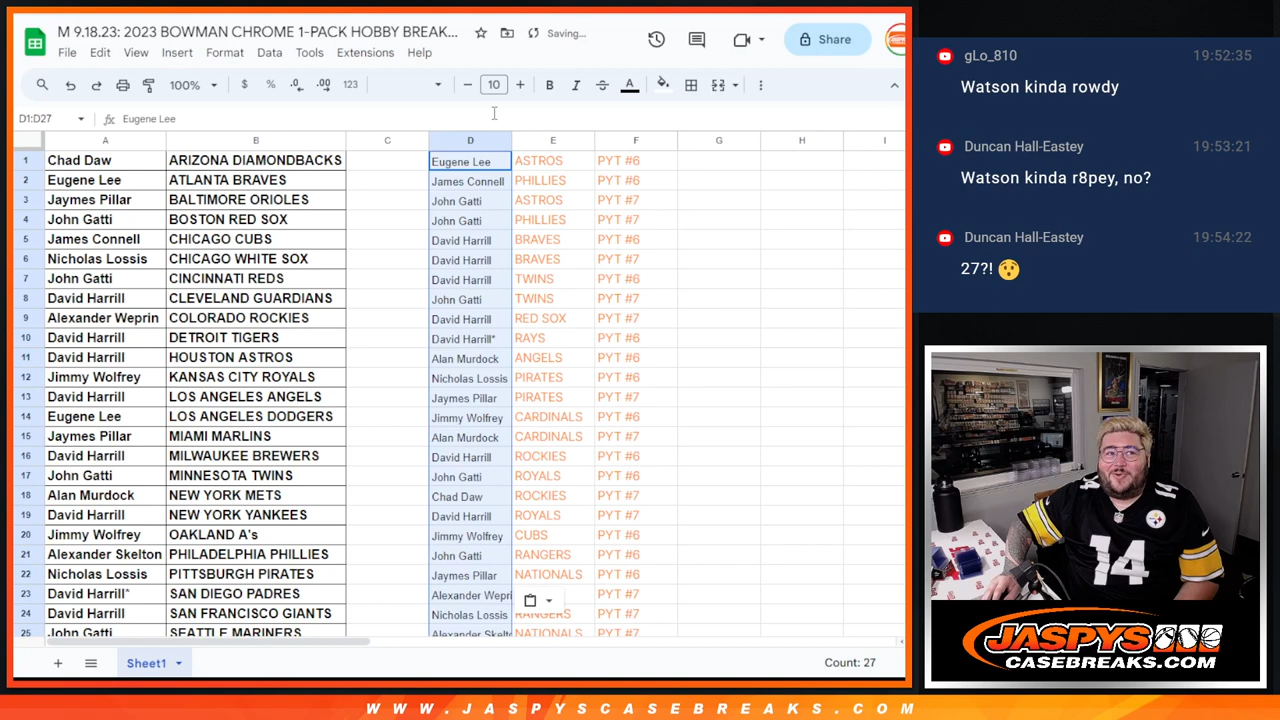 M 9.18.23: 2023 BOWMAN CHROME 1-PACK HOBBY BREAK...
Saving...
File Edit View Insert Format Data Tools Extensions Help
Share
100% $ % .0 .00 123 10 B I A
D1:D27 fx Eugene Lee
A B C D E F G H I
1 Chad Daw ARIZONA DIAMONDBACKS Eugene Lee ASTROS PYT #6
2 Eugene Lee ATLANTA BRAVES James Connell PHILLIES PYT #6
3 Jaymes Pillar BALTIMORE ORIOLES John Gatti ASTROS PYT #7
4 John Gatti BOSTON RED SOX John Gatti PHILLIES PYT #7
5 James Connell CHICAGO CUBS David Harrill BRAVES PYT #6
6 Nicholas Lossis CHICAGO WHITE SOX David Harrill BRAVES PYT #7
7 John Gatti CINCINNATI REDS David Harrill TWINS PYT #6
8 David Harrill CLEVELAND GUARDIANS John Gatti TWINS PYT #7
9 Alexander Weprin COLORADO ROCKIES David Harrill RED SOX PYT #7
10 David Harrill DETROIT TIGERS David Harrill* RAYS PYT #6
11 David Harrill HOUSTON ASTROS Alan Murdock ANGELS PYT #6
12 Jimmy Wolfrey KANSAS CITY ROYALS Nicholas Lossis PIRATES PYT #6
13 David Harrill LOS ANGELES ANGELS Jaymes Pillar PIRATES PYT #7
14 Eugene Lee LOS ANGELES DODGERS Jimmy Wolfrey CARDINALS PYT #6
15 Jaymes Pillar MIAMI MARLINS Alan Murdock CARDINALS PYT #7
16 David Harrill MILWAUKEE BREWERS David Harrill ROCKIES PYT #6
17 John Gatti MINNESOTA TWINS John Gatti ROYALS PYT #6
18 Alan Murdock NEW YORK METS Chad Daw ROCKIES PYT #7
19 David Harrill NEW YORK YANKEES David Harrill ROYALS PYT #7
20 Jimmy Wolfrey OAKLAND A's Jimmy Wolfrey CUBS PYT #6
21 Alexander Skelton PHILADELPHIA PHILLIES John Gatti RANGERS PYT #6
22 Nicholas Lossis PITTSBURGH PIRATES Jaymes Pillar NATIONALS PYT #6
23 David Harrill* SAN DIEGO PADRES Alexander Wepri
24 David Harrill SAN FRANCISCO GIANTS Nicholas Lossis RANGERS PYT #7
25 John Gatti SEATTLE MARINERS Alexander Skelt NATIONALS PYT #7
Sheet1
Count: 27
gLo_810 19:52:35
Watson kinda rowdy
Duncan Hall-Eastey 19:53:21
Watson kinda r8pey, no?
Duncan Hall-Eastey 19:54:22
27?! 😲
14
14
JASPYS
CASEBREAKS.COM
WWW.JASPYSCASEBREAKS.COM